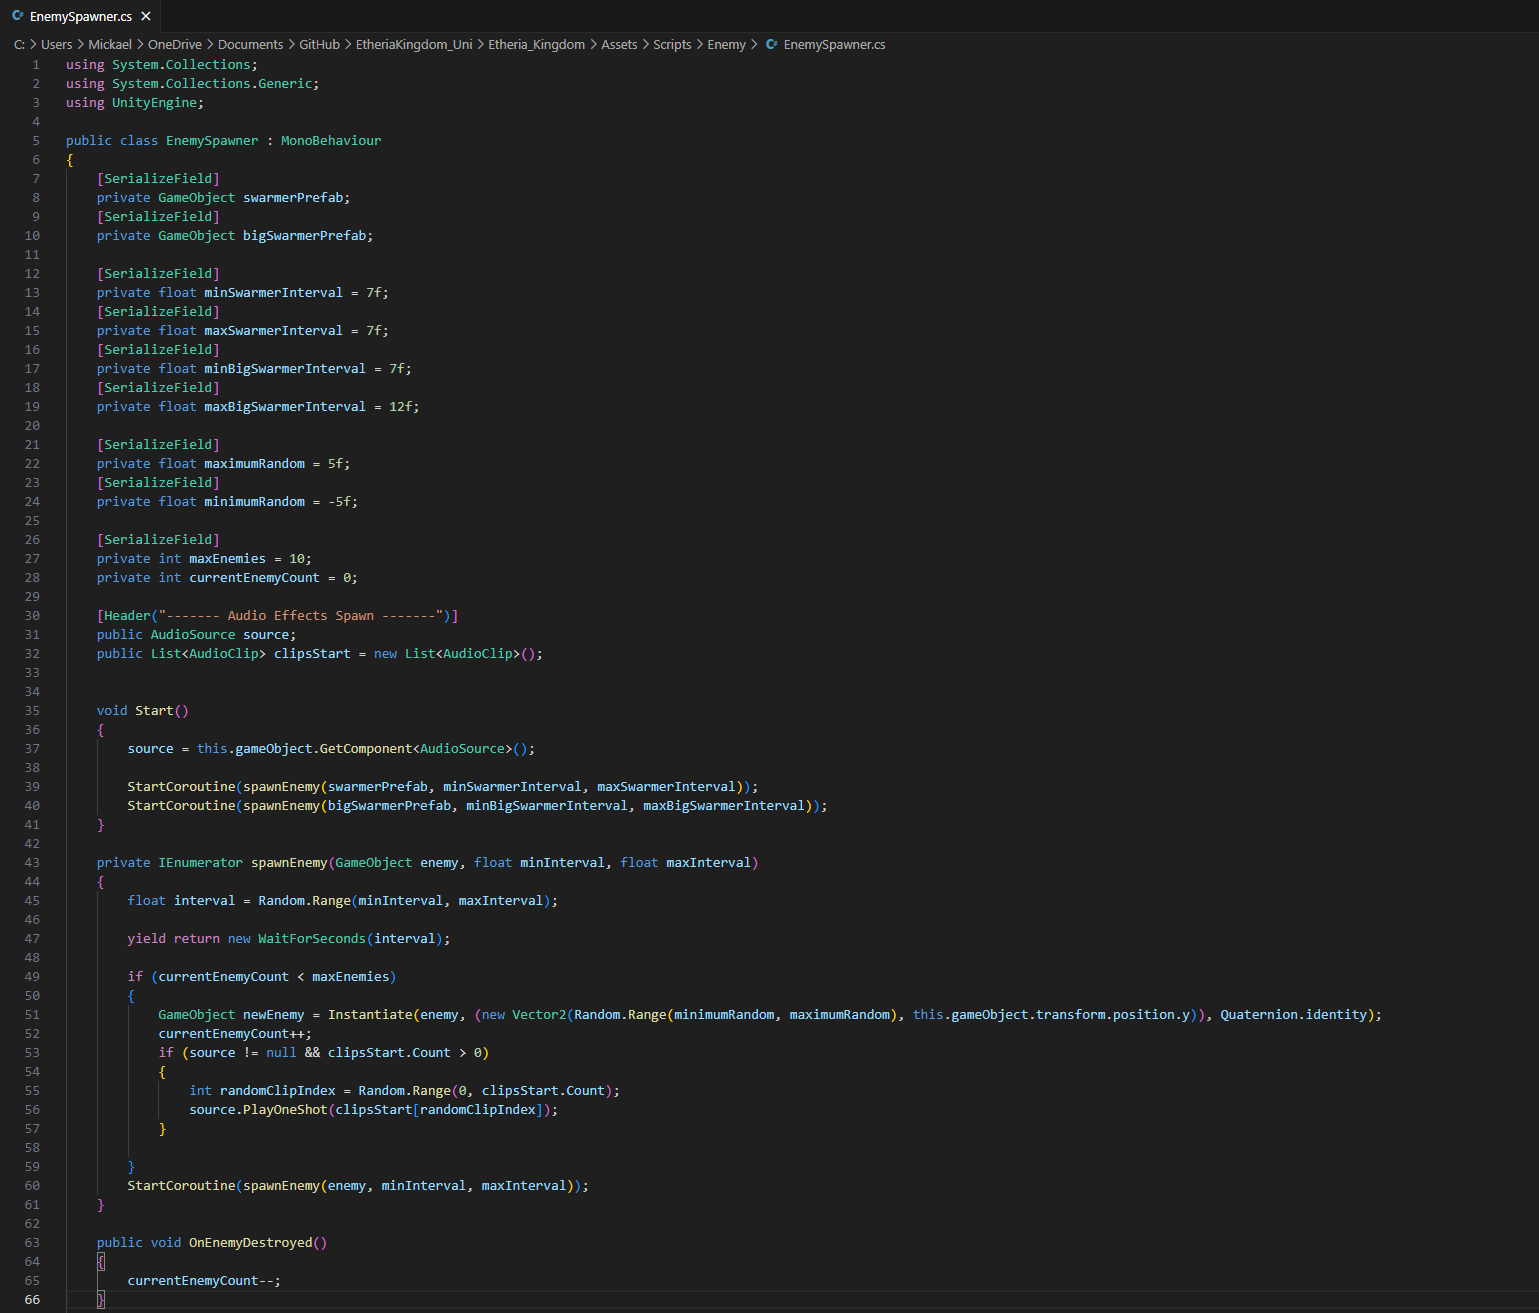 EnemySpawner.cs
C: > Users > Mickael > OneDrive > Documents > GitHub > EtheriaKingdom_Uni > Etheria_Kingdom > Assets > Scripts > Enemy > EnemySpawner.cs
1 using System.Collections;
2 using System.Collections.Generic;
3 using UnityEngine;
4
5 public class EnemySpawner : MonoBehaviour
6 {
7     [SerializeField]
8     private GameObject swarmerPrefab;
9     [SerializeField]
10     private GameObject bigSwarmerPrefab;
11
12     [SerializeField]
13     private float minSwarmerInterval = 7f;
14     [SerializeField]
15     private float maxSwarmerInterval = 7f;
16     [SerializeField]
17     private float minBigSwarmerInterval = 7f;
18     [SerializeField]
19     private float maxBigSwarmerInterval = 12f;
20
21     [SerializeField]
22     private float maximumRandom = 5f;
23     [SerializeField]
24     private float minimumRandom = -5f;
25
26     [SerializeField]
27     private int maxEnemies = 10;
28     private int currentEnemyCount = 0;
29
30     [Header("------- Audio Effects Spawn -------")]
31     public AudioSource source;
32     public List<AudioClip> clipsStart = new List<AudioClip>();
33
34
35     void Start()
36     {
37         source = this.gameObject.GetComponent<AudioSource>();
38
39         StartCoroutine(spawnEnemy(swarmerPrefab, minSwarmerInterval, maxSwarmerInterval));
40         StartCoroutine(spawnEnemy(bigSwarmerPrefab, minBigSwarmerInterval, maxBigSwarmerInterval));
41     }
42
43     private IEnumerator spawnEnemy(GameObject enemy, float minInterval, float maxInterval)
44     {
45         float interval = Random.Range(minInterval, maxInterval);
46
47         yield return new WaitForSeconds(interval);
48
49         if (currentEnemyCount < maxEnemies)
50         {
51             GameObject newEnemy = Instantiate(enemy, (new Vector2(Random.Range(minimumRandom, maximumRandom), this.gameObject.transform.position.y)), Quaternion.identity);
52             currentEnemyCount++;
53             if (source != null && clipsStart.Count > 0)
54             {
55                 int randomClipIndex = Random.Range(0, clipsStart.Count);
56                 source.PlayOneShot(clipsStart[randomClipIndex]);
57             }
58
59         }
60         StartCoroutine(spawnEnemy(enemy, minInterval, maxInterval));
61     }
62
63     public void OnEnemyDestroyed()
64     {
65         currentEnemyCount--;
66     }